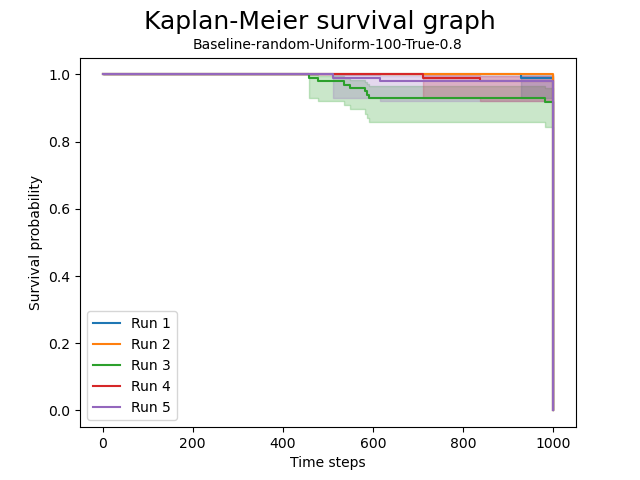 Kaplan-Meier survival graph
Baseline-random-Uniform-100-True-0.8
1.0
0.8
0.6
0.4
0.2
0.0
Survival probability
Run 1
Run 2
Run 3
Run 4
Run 5
0 200 400 600 800 1000
Time steps